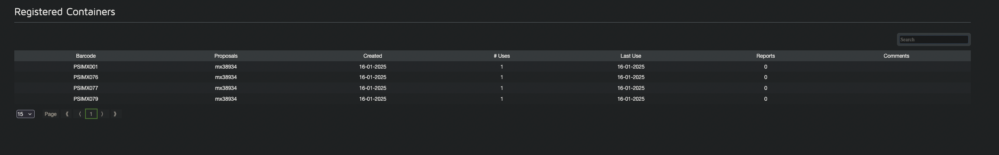 Registered Containers
Search
Barcode Proposals Created # Uses Last Use Reports Comments
PSIMX001 mx38934 16-01-2025 1 16-01-2025 0
PSIMX076 mx38934 16-01-2025 1 16-01-2025 0
PSIMX077 mx38934 16-01-2025 1 16-01-2025 0
PSIMX079 mx38934 16-01-2025 1 16-01-2025 0
15 Page ⟪ ⟨ 1 ⟩ ⟫